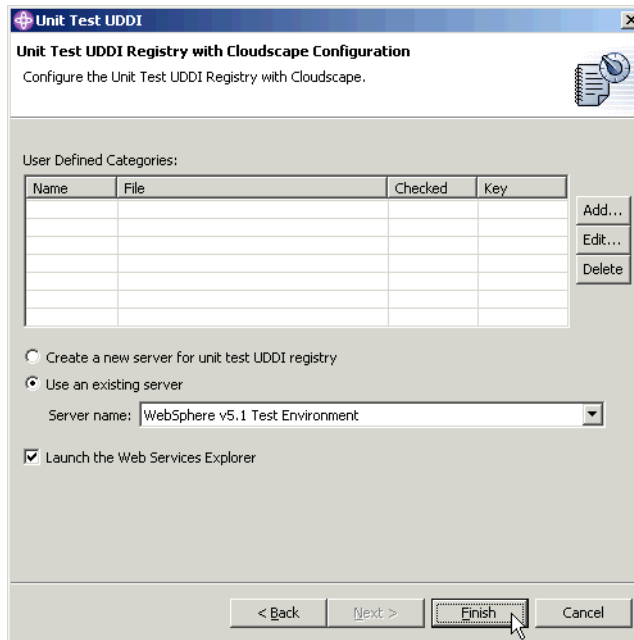 Unit Test UDDI
Unit Test UDDI Registry with Cloudscape Configuration
Configure the Unit Test UDDI Registry with Cloudscape.
User Defined Categories:
Name File Checked Key
Add...
Edit...
Delete
Create a new server for unit test UDDI registry
Use an existing server
Server name: WebSphere v5.1 Test Environment
Launch the Web Services Explorer
< Back Next > Finish Cancel